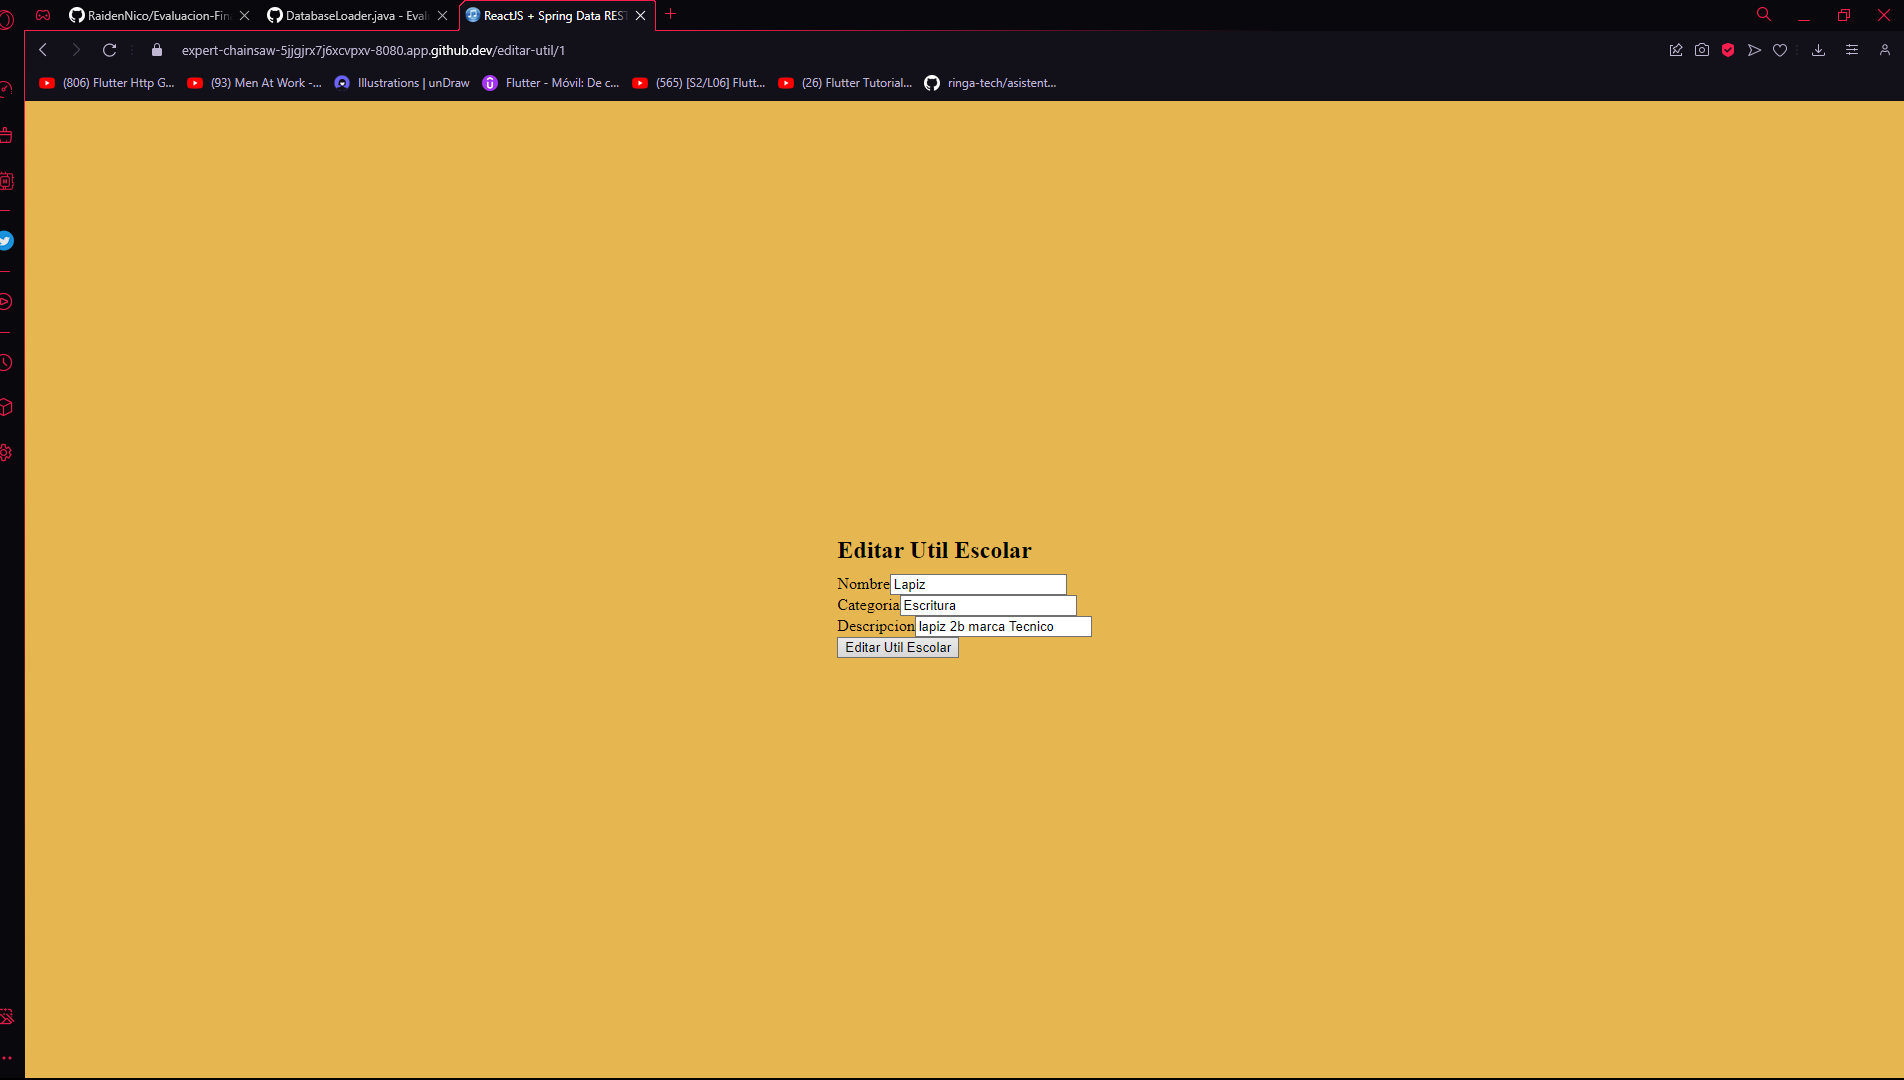 RaidenNico/Evaluacion-Fin
DatabaseLoader.java - Eval
ReactJS + Spring Data REST
expert-chainsaw-5jjgjrx7j6xcvpxv-8080.app.github.dev/editar-util/1
(806) Flutter Http G...
(93) Men At Work -...
Illustrations | unDraw
Flutter - Móvil: De c...
(565) [S2/L06] Flutt...
(26) Flutter Tutorial...
ringa-tech/asistent...
Editar Util Escolar
Nombre Lapiz
Categoria Escritura
Descripcion lapiz 2b marca Tecnico
Editar Util Escolar